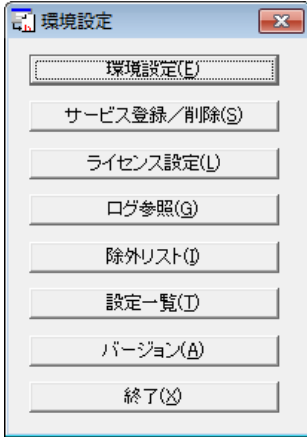 環境設定
環境設定(E)
サービス登録／削除(S)
ライセンス設定(L)
ログ参照(G)
除外リスト(I)
設定一覧(T)
バージョン(A)
終了(X)